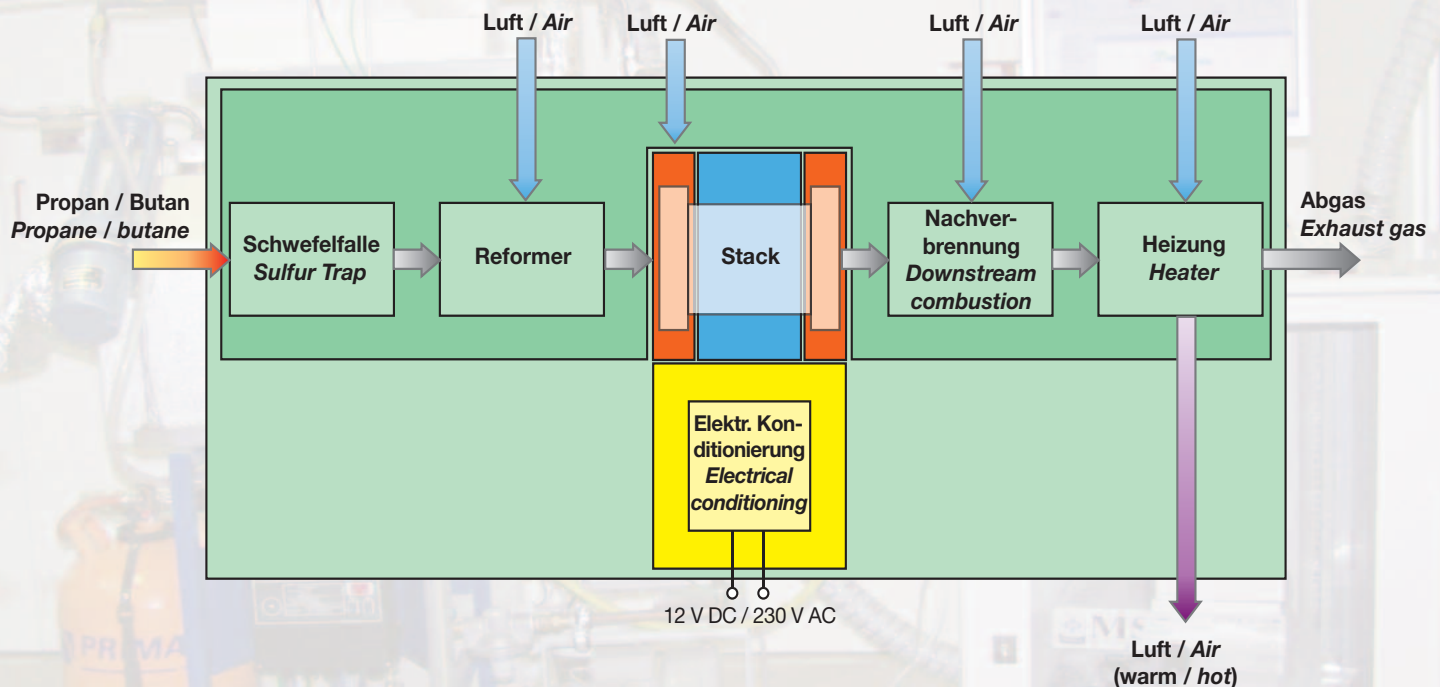 Luft / Air
Luft / Air
Luft / Air
Luft / Air
Propan / Butan
Propane / butane
Schwefelfalle
Sulfur Trap
Reformer
Stack
Nachver-
brennung
Downstream
combustion
Heizung
Heater
Abgas
Exhaust gas
Elektr. Kon-
ditionierung
Electrical
conditioning
12 V DC / 230 V AC
Luft / Air
(warm / hot)
PRIMA